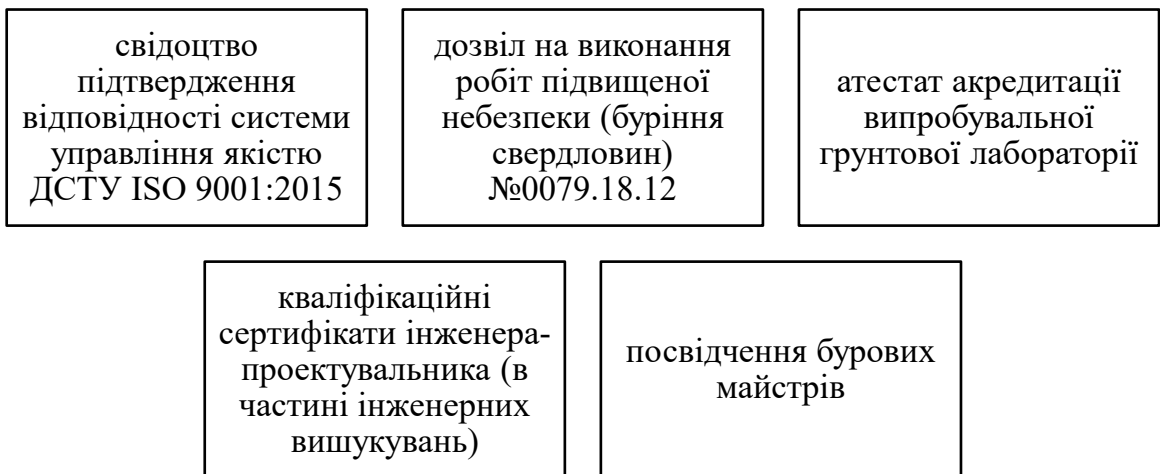 свідоцтво
підтвердження
відповідності системи
управління якістю
ДСТУ ISO 9001:2015
дозвіл на виконання
робіт підвищеної
небезпеки (буріння
свердловин)
№0079.18.12
атестат акредитації
випробувальної
грунтової лабораторії
кваліфікаційні
сертифікати інженера-
проектувальника (в
частині інженерних
вишукувань)
посвідчення бурових
майстрів